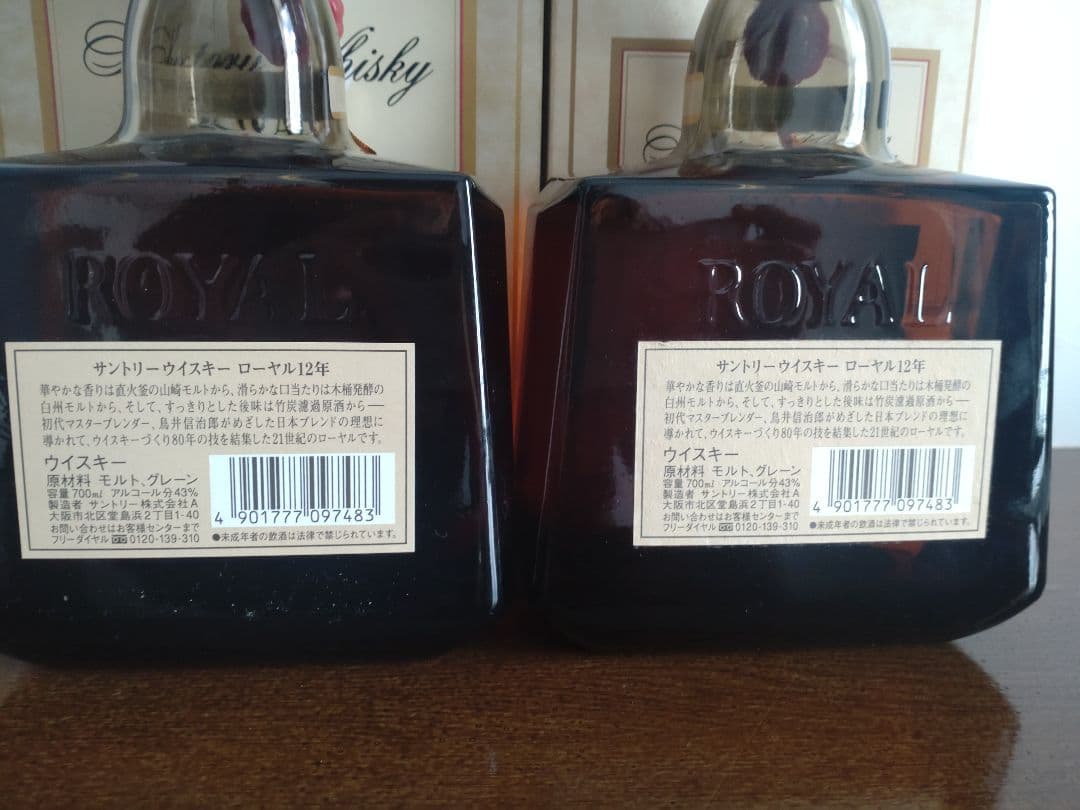 Whisky
ROYAL
サントリーウイスキー ローヤル12年
華やかな香りは直火釜の山崎モルトから、滑らかな口当たりは木桶発酵の
白州モルトから、そして、すっきりとした後味は竹炭濾過原酒から──
初代マスターブレンダー、鳥井信治郎がめざした日本ブレンドの理想に
導かれて、ウイスキーづくり80年の技を結集した21世紀のローヤルです。
ウイスキー
原材料 モルト、グレーン
容量 700ml アルコール分43%
製造者 サントリー株式会社A
大阪市北区堂島浜2丁目1-40
お問い合わせはお客様センターまで
フリーダイヤル 0120-139-310
4 901777 097483
●未成年者の飲酒は法律で禁じられています。
ROYAL
サントリーウイスキー ローヤル12年
華やかな香りは直火釜の山崎モルトから、滑らかな口当たりは木桶発酵の
白州モルトから、そして、すっきりとした後味は竹炭濾過原酒から──
初代マスターブレンダー、鳥井信治郎がめざした日本ブレンドの理想に
導かれて、ウイスキーづくり80年の技を結集した21世紀のローヤルです。
ウイスキー
原材料 モルト、グレーン
容量 700ml アルコール分43%
製造者 サントリー株式会社A
大阪市北区堂島浜2丁目1-40
お問い合わせはお客様センターまで
フリーダイヤル 0120-139-310
4 901777 097483
●未成年者の飲酒は法律で禁じられています。